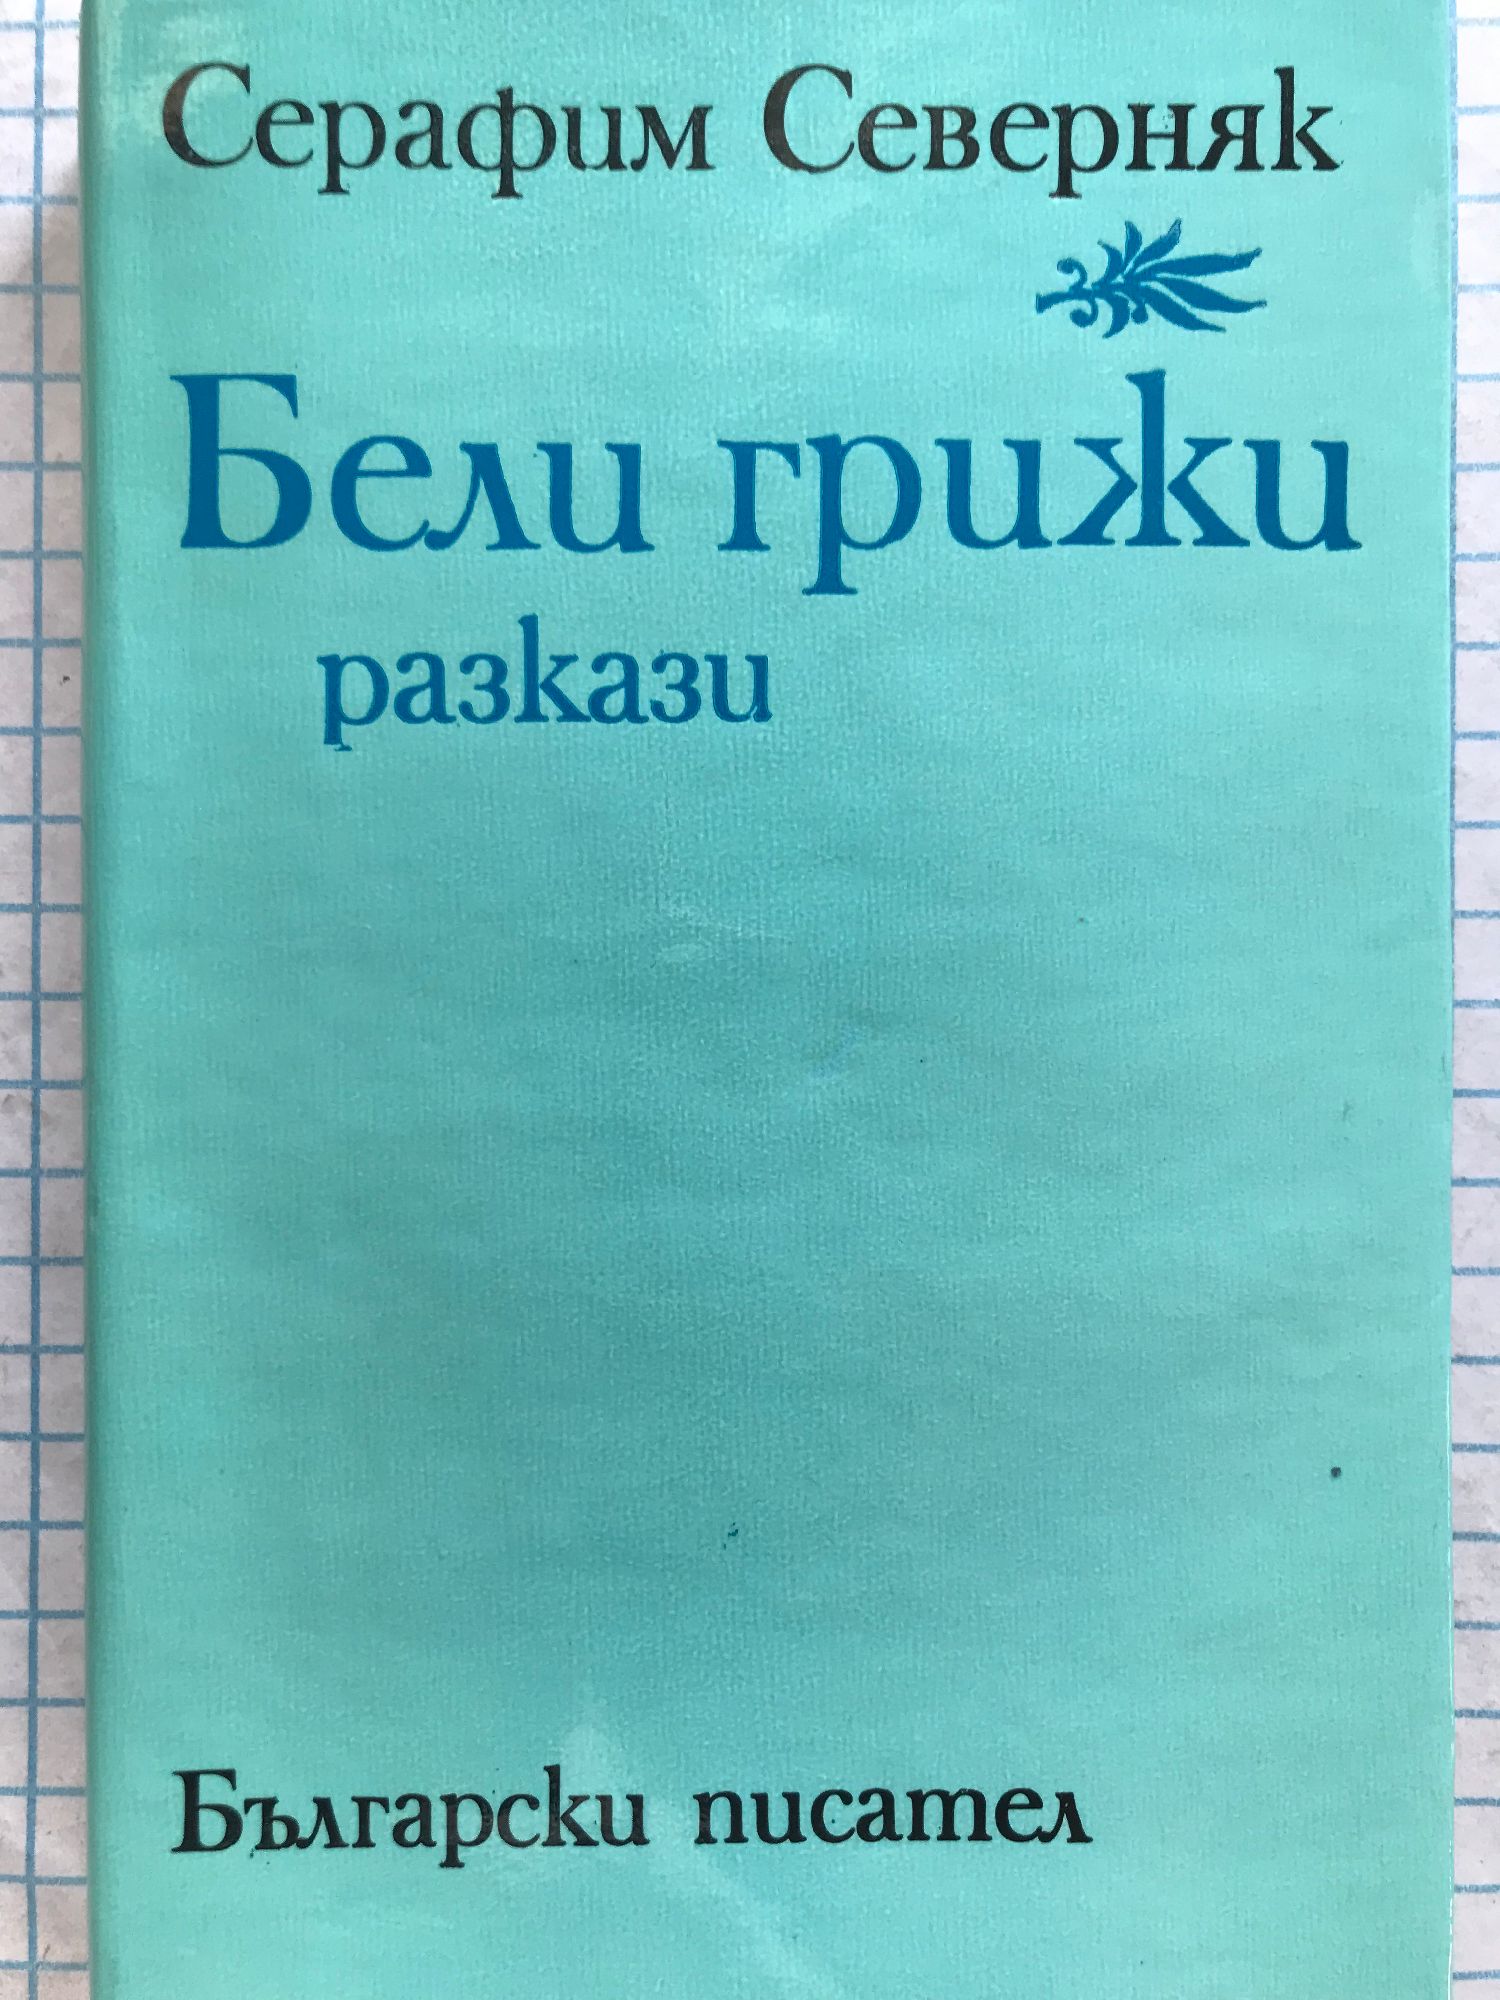 Серафим Северняк
Бели грижи
разкази
Български писател